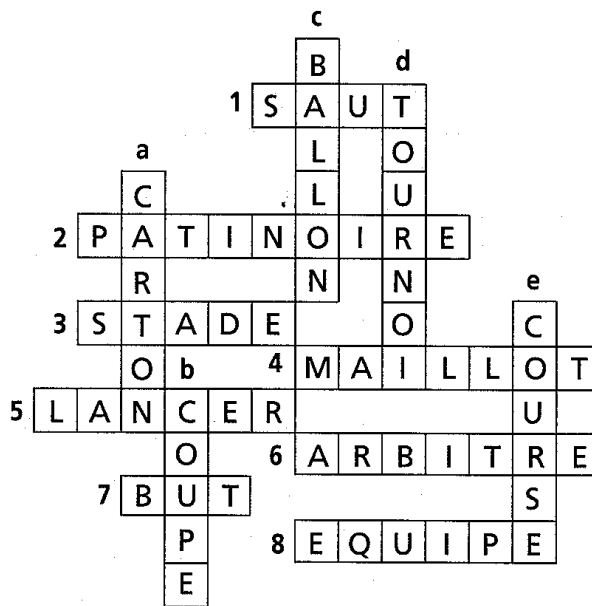 c
B d
1 S A U T
a L O
C L U
2 P A T I N O I R E
R N N e
3 S T A D E O C
O b 4 M A I L L O T
5 L A N C E R U
O 6 A R B I T R E
7 B U T S
P 8 E Q U I P E
E